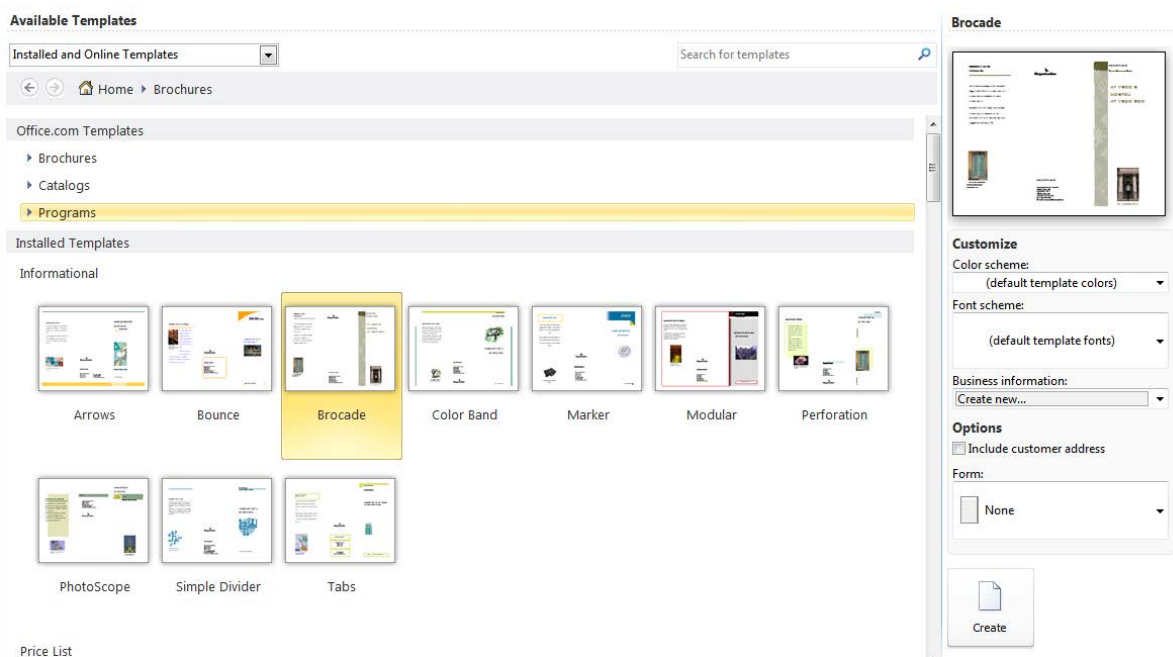 Available Templates
Installed and Online Templates
Search for templates
Home Brochures
Office.com Templates
Brochures
Catalogs
Programs
Installed Templates
Informational
Arrows Bounce Brocade Color Band Marker Modular Perforation
PhotoScope Simple Divider Tabs
Price List
Brocade
Customize
Color scheme:
(default template colors)
Font scheme:
(default template fonts)
Business information:
Create new...
Options
Include customer address
Form:
None
Create